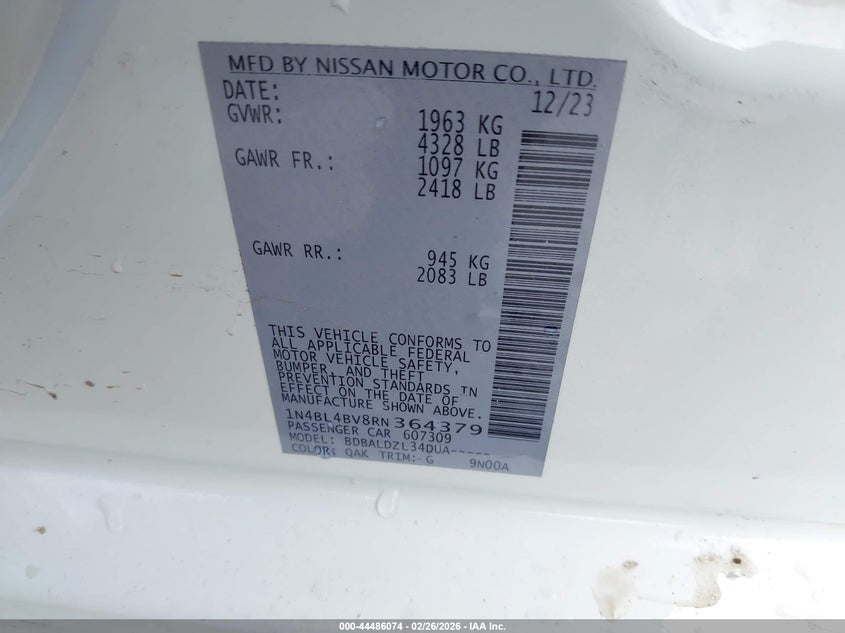 MFD BY NISSAN MOTOR CO., LTD.
DATE: 12/23
GVWR: 1963 KG
4328 LB
GAWR FR.: 1097 KG
2418 LB
GAWR RR.: 945 KG
2083 LB
THIS VEHICLE CONFORMS TO
ALL APPLICABLE FEDERAL
MOTOR VEHICLE SAFETY,
BUMPER, AND THEFT
PREVENTION STANDARDS IN
EFFECT ON THE DATE OF
MANUFACTURE SHOWN ABOVE.
1N4BL4BV8RN364379
PASSENGER CAR 607309
MODEL: BDBALDZL34DUA-----
COLOR: QAK TRIM: G 9N00A
000-44486074 - 02/26/2026 - IAA Inc.